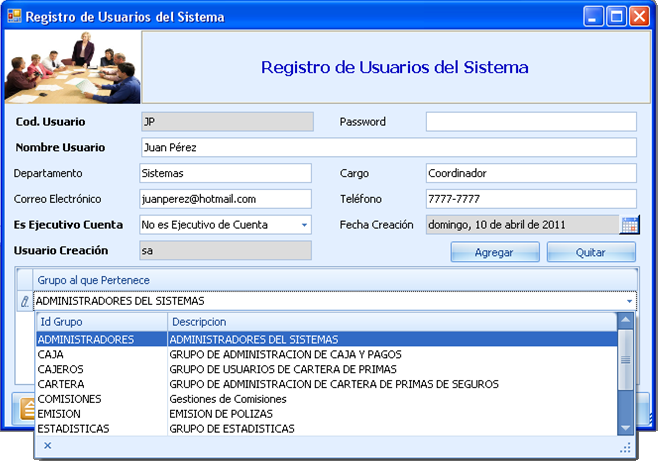 Registro de Usuarios del Sistema
Registro de Usuarios del Sistema
Cod. Usuario JP Password
Nombre Usuario Juan Pérez
Departamento Sistemas Cargo Coordinador
Correo Electrónico juanperez@hotmail.com Teléfono 7777-7777
Es Ejecutivo Cuenta No es Ejecutivo de Cuenta Fecha Creación domingo, 10 de abril de 2011
Usuario Creación sa Agregar Quitar
Grupo al que Pertenece
ADMINISTRADORES DEL SISTEMAS
Id Grupo Descripcion
ADMINISTRADORES ADMINISTRADORES DEL SISTEMAS
CAJA GRUPO DE ADMINISTRACION DE CAJA Y PAGOS
CAJEROS GRUPO DE USUARIOS DE CARTERA DE PRIMAS
CARTERA GRUPO DE ADMINISTRACION DE CARTERA DE PRIMAS DE SEGUROS
COMISIONES Gestiones de Comisiones
EMISION EMISION DE POLIZAS
ESTADISTICAS GRUPO DE ESTADISTICAS